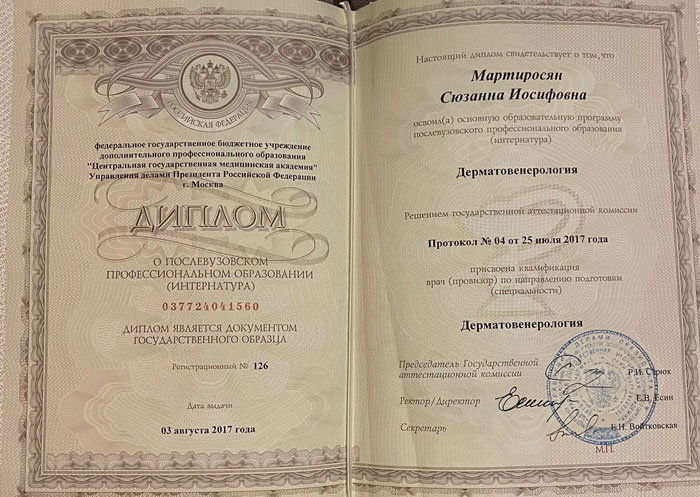 РОССИЙСКАЯ ФЕДЕРАЦИЯ
федеральное государственное бюджетное учреждение
дополнительного профессионального образования
"Центральная государственная медицинская академия"
Управления делами Президента Российской Федерации
г. Москва
ДИПЛОМ
О ПОСЛЕВУЗОВСКОМ
ПРОФЕССИОНАЛЬНОМ ОБРАЗОВАНИИ
(ИНТЕРНАТУРА)
037724041560
ДИПЛОМ ЯВЛЯЕТСЯ ДОКУМЕНТОМ
ГОСУДАРСТВЕННОГО ОБРАЗЦА
Регистрационный № 126
Дата выдачи
03 августа 2017 года
Настоящий диплом свидетельствует о том, что
Мартиросян
Сюзанна Иосифовна
освоил(а) основную образовательную программу
послевузовского профессионального образования
(интернатура)
Дерматовенерология
Решением государственной аттестационной комиссии
Протокол № 04 от 25 июля 2017 года
присвоена квалификация
врач (провизор) по направлению подготовки
(специальности)
Дерматовенерология
Председатель Государственной
аттестационной комиссии Р.И. Стрюк
Ректор/Директор Е.В. Есин
Секретарь Е.Н. Войтковская
М.П.